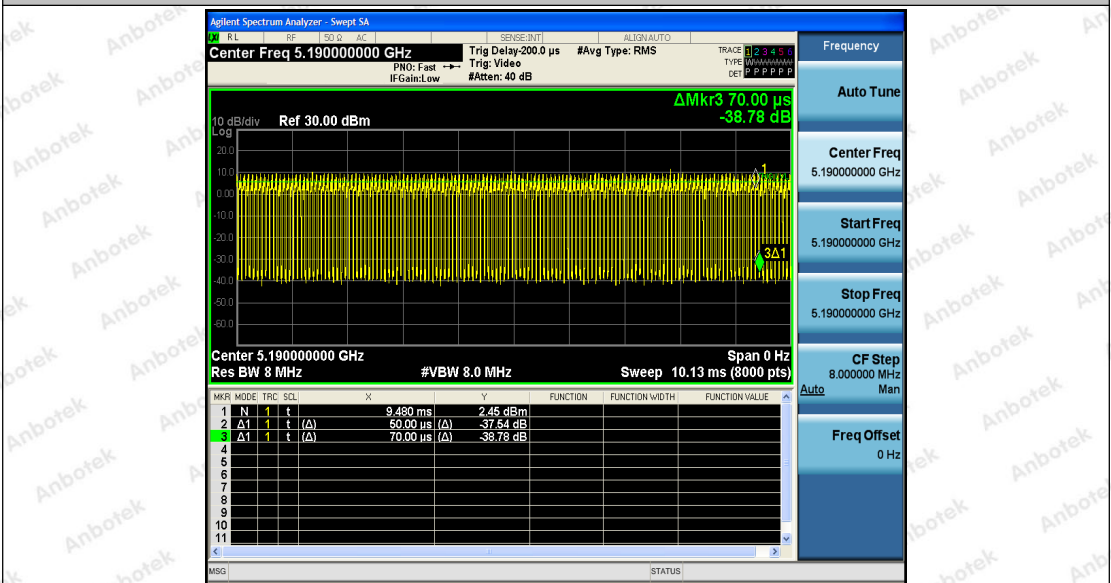 Agilent Spectrum Analyzer - Swept SA
LXI RL RF 50 Ω AC SENSE:INT ALIGNAUTO
Center Freq 5.190000000 GHz
PNO: Fast
IFGain:Low
Trig Delay-200.0 µs
Trig: Video
#Atten: 40 dB
#Avg Type: RMS
TRACE 1 2 3 4 5 6
TYPE WWWWWW
DET P P P P P P
ΔMkr3 70.00 µs
-38.78 dB
10 dB/div Ref 30.00 dBm
Log
20.0
10.0
0.00
-10.0
-20.0
-30.0
-40.0
-50.0
-60.0
1
3Δ1
Center 5.190000000 GHz Span 0 Hz
Res BW 8 MHz #VBW 8.0 MHz Sweep 10.13 ms (8000 pts)
MKR MODE TRC SCL X Y FUNCTION FUNCTION WIDTH FUNCTION VALUE
1 N 1 t 9.480 ms 2.45 dBm
2 Δ1 1 t (Δ) 50.00 µs (Δ) -37.54 dB
3 Δ1 1 t (Δ) 70.00 µs (Δ) -38.78 dB
4
5
6
7
8
9
10
11
MSG STATUS
Frequency
Auto Tune
Center Freq
5.190000000 GHz
Start Freq
5.190000000 GHz
Stop Freq
5.190000000 GHz
CF Step
8.000000 MHz
Auto Man
Freq Offset
0 Hz
Anbotek